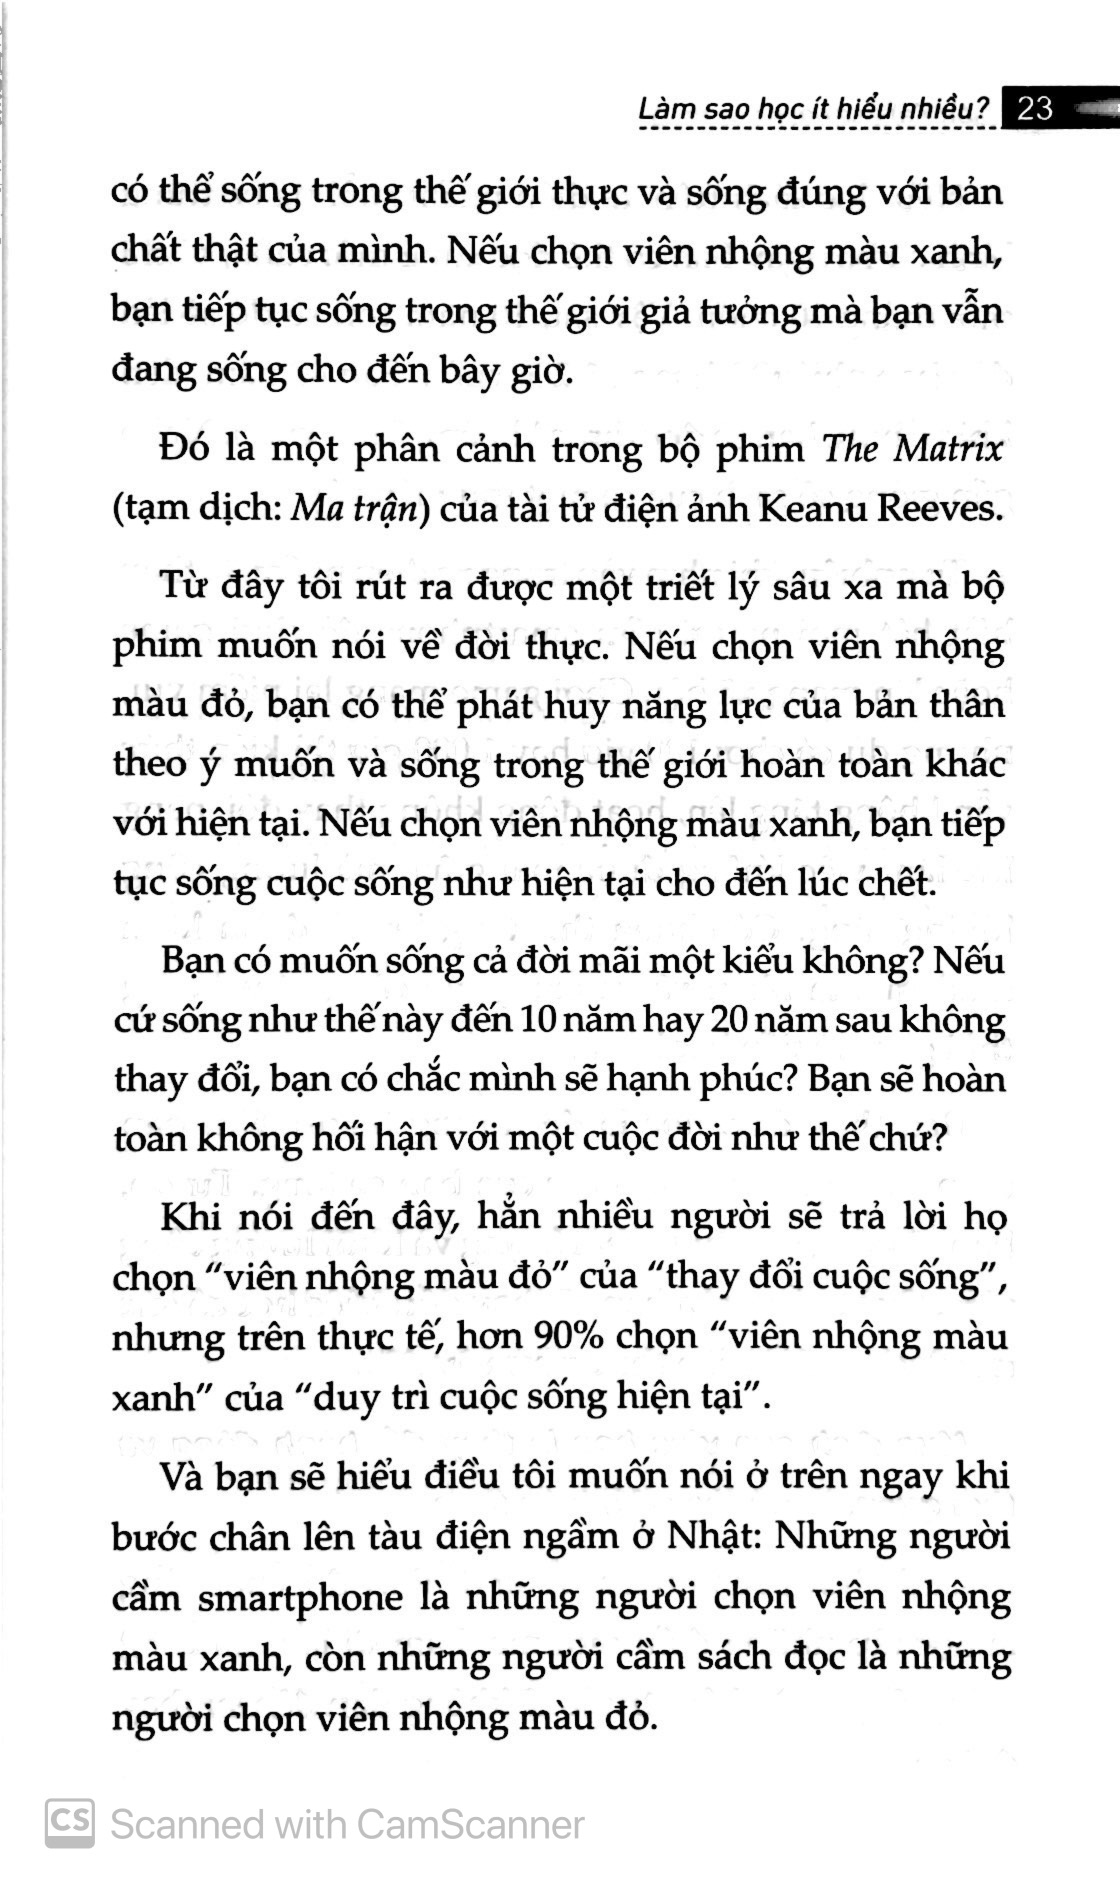 Làm sao học ít hiểu nhiều? 23
có thể sống trong thế giới thực và sống đúng với bản
chất thật của mình. Nếu chọn viên nhộng màu xanh,
bạn tiếp tục sống trong thế giới giả tưởng mà bạn vẫn
đang sống cho đến bây giờ.
Đó là một phân cảnh trong bộ phim The Matrix
(tạm dịch: Ma trận) của tài tử điện ảnh Keanu Reeves.
Từ đây tôi rút ra được một triết lý sâu xa mà bộ
phim muốn nói về đời thực. Nếu chọn viên nhộng
màu đỏ, bạn có thể phát huy năng lực của bản thân
theo ý muốn và sống trong thế giới hoàn toàn khác
với hiện tại. Nếu chọn viên nhộng màu xanh, bạn tiếp
tục sống cuộc sống như hiện tại cho đến lúc chết.
Bạn có muốn sống cả đời mãi một kiểu không? Nếu
cứ sống như thế này đến 10 năm hay 20 năm sau không
thay đổi, bạn có chắc mình sẽ hạnh phúc? Bạn sẽ hoàn
toàn không hối hận với một cuộc đời như thế chứ?
Khi nói đến đây, hẳn nhiều người sẽ trả lời họ
chọn “viên nhộng màu đỏ” của “thay đổi cuộc sống”,
nhưng trên thực tế, hơn 90% chọn “viên nhộng màu
xanh” của “duy trì cuộc sống hiện tại”.
Và bạn sẽ hiểu điều tôi muốn nói ở trên ngay khi
bước chân lên tàu điện ngầm ở Nhật: Những người
cầm smartphone là những người chọn viên nhộng
màu xanh, còn những người cầm sách đọc là những
người chọn viên nhộng màu đỏ.
CS Scanned with CamScanner